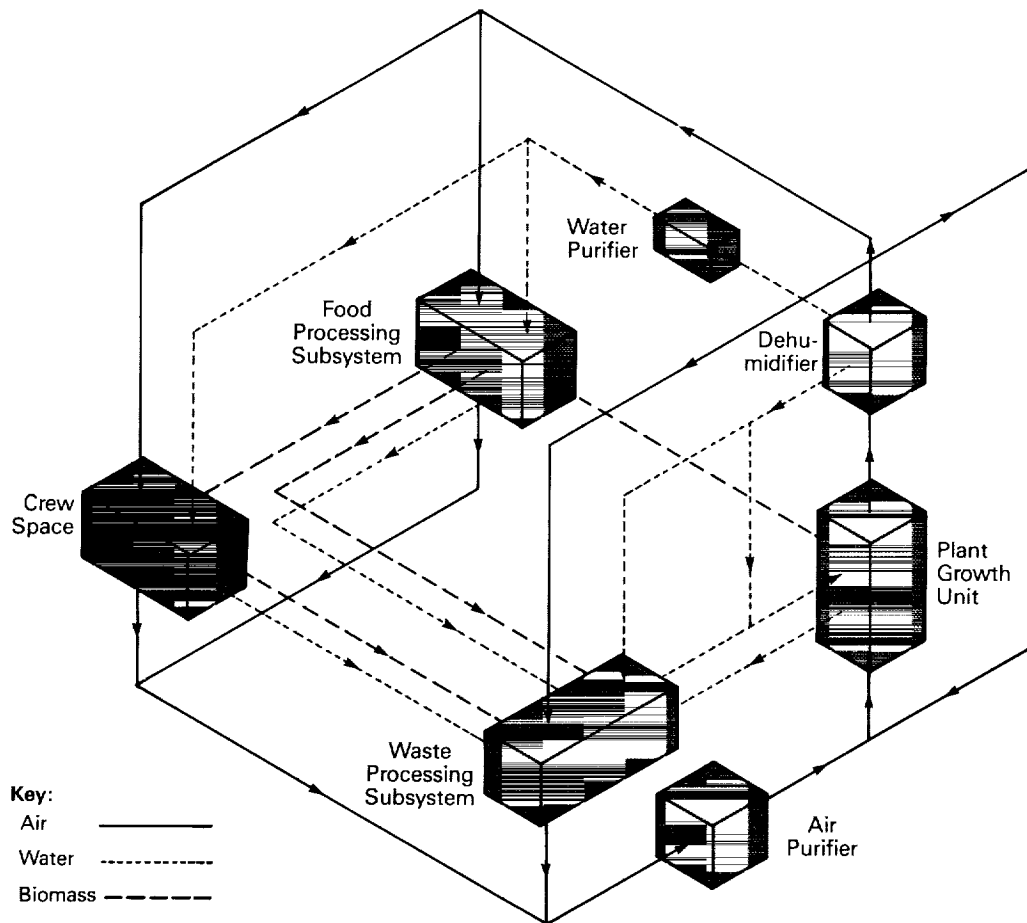 Water
Purifier
Food
Processing
Subsystem
Dehu-
midifier
Crew
Space
Plant
Growth
Unit
Waste
Processing
Subsystem
Air
Purifier
Key:
Air
Water
Biomass